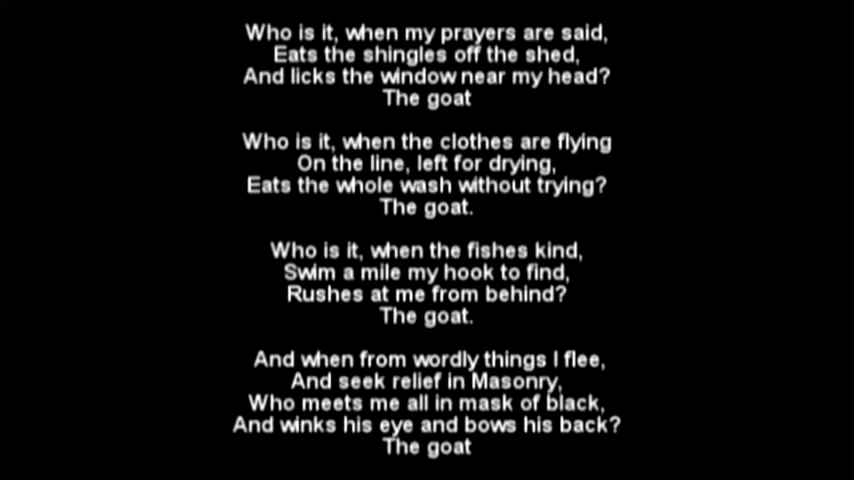 Who is it, when my prayers are said,
Eats the shingles off the shed,
And licks the window near my head?
The goat
Who is it, when the clothes are flying
On the line, left for drying,
Eats the whole wash without trying?
The goat.
Who is it, when the fishes kind,
Swim a mile my hook to find,
Rushes at me from behind?
The goat.
And when from wordly things I flee,
And seek relief in Masonry,
Who meets me all in mask of black,
And winks his eye and bows his back?
The goat